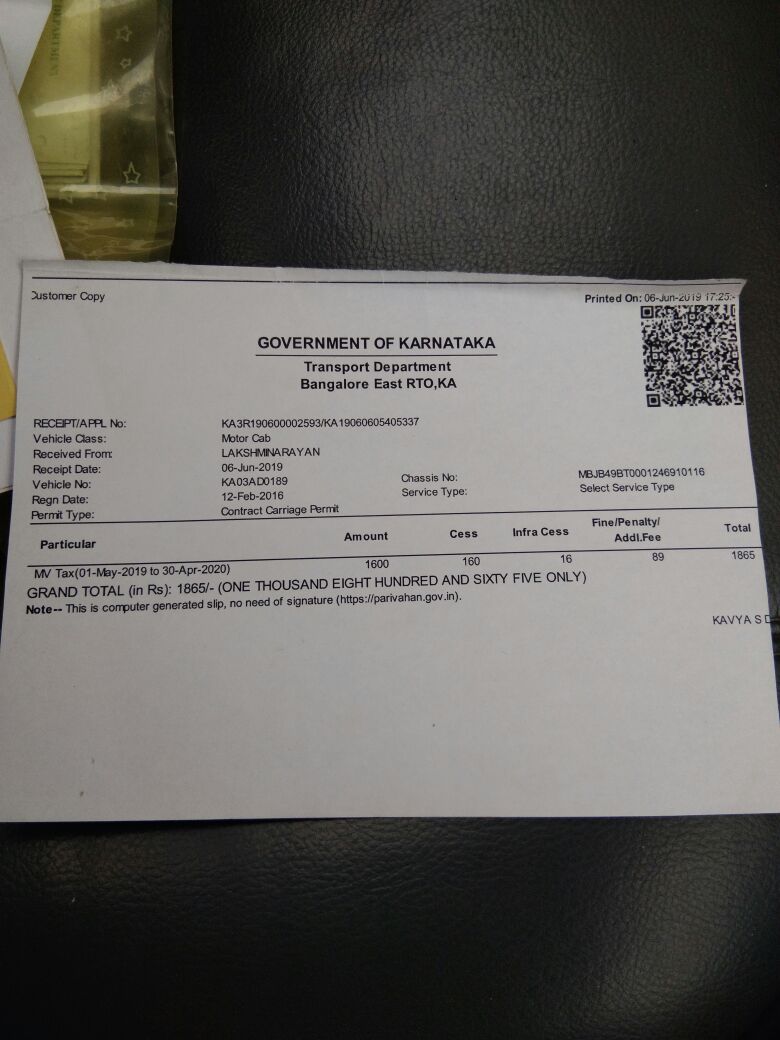 DEPARTMENT
Customer Copy
Printed On: 06-Jun-2019 17:25:
GOVERNMENT OF KARNATAKA
Transport Department
Bangalore East RTO,KA
RECEIPT/APPL No: KA3R190600002593/KA19060605405337
Vehicle Class: Motor Cab
Received From: LAKSHMINARAYAN
Receipt Date: 06-Jun-2019
Vehicle No: KA03AD0189 Chassis No: MBJB49BT0001246910116
Regn Date: 12-Feb-2016 Service Type: Select Service Type
Permit Type: Contract Carriage Permit
Particular Amount Cess Infra Cess Fine/Penalty/ Addl.Fee Total
MV Tax(01-May-2019 to 30-Apr-2020) 1600 160 16 89 1865
GRAND TOTAL (in Rs): 1865/- (ONE THOUSAND EIGHT HUNDRED AND SIXTY FIVE ONLY)
Note-- This is computer generated slip, no need of signature (https://parivahan.gov.in).
KAVYA S D